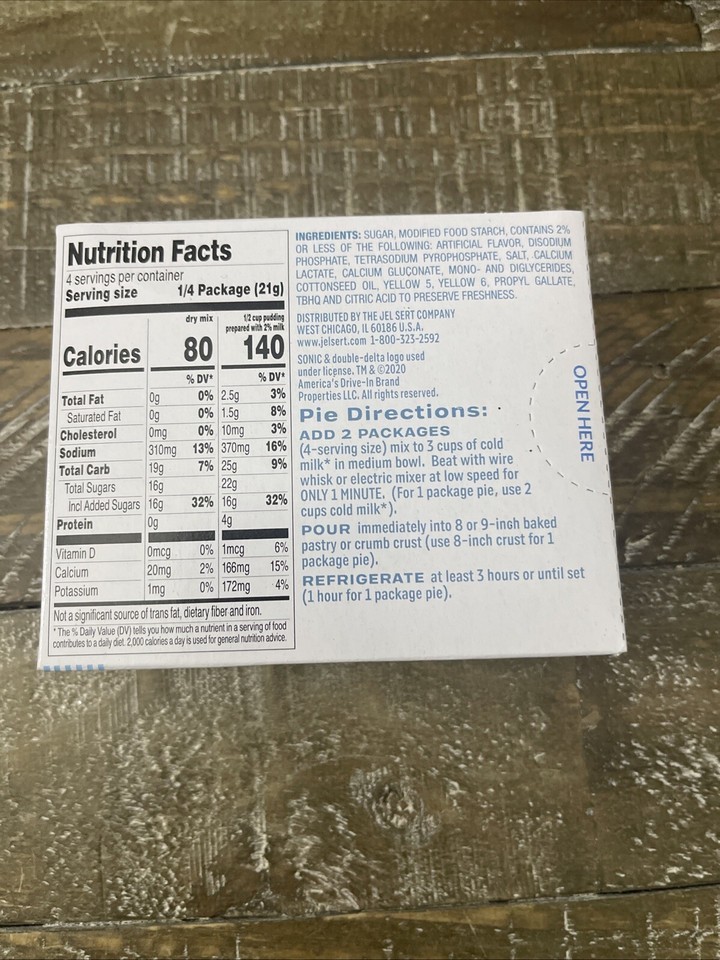 Nutrition Facts
4 servings per container
Serving size 1/4 Package (21g)
dry mix 1/2 cup pudding
prepared with 2% milk
Calories 80 140
% DV* % DV*
Total Fat 0g 0% 2.5g 3%
Saturated Fat 0g 0% 1.5g 8%
Cholesterol 0mg 0% 10mg 3%
Sodium 310mg 13% 370mg 16%
Total Carb 19g 7% 25g 9%
Total Sugars 16g 22g
Incl Added Sugars 16g 32% 16g 32%
Protein 0g 4g
Vitamin D 0mcg 0% 1mcg 6%
Calcium 20mg 2% 166mg 15%
Potassium 1mg 0% 172mg 4%
Not a significant source of trans fat, dietary fiber and iron.
* The % Daily Value (DV) tells you how much a nutrient in a serving of food
contributes to a daily diet. 2,000 calories a day is used for general nutrition advice.
INGREDIENTS: SUGAR, MODIFIED FOOD STARCH, CONTAINS 2%
OR LESS OF THE FOLLOWING: ARTIFICIAL FLAVOR, DISODIUM
PHOSPHATE, TETRASODIUM PYROPHOSPHATE, SALT, CALCIUM
LACTATE, CALCIUM GLUCONATE, MONO- AND DIGLYCERIDES,
COTTONSEED OIL, YELLOW 5, YELLOW 6, PROPYL GALLATE,
TBHQ AND CITRIC ACID TO PRESERVE FRESHNESS.
DISTRIBUTED BY THE JEL SERT COMPANY
WEST CHICAGO, IL 60186 U.S.A.
www.jelsert.com 1-800-323-2592
SONIC & double-delta logo used
under license. TM & ©2020
America's Drive-In Brand
Properties LLC. All rights reserved.
Pie Directions:
ADD 2 PACKAGES
(4-serving size) mix to 3 cups of cold
milk* in medium bowl. Beat with wire
whisk or electric mixer at low speed for
ONLY 1 MINUTE. (For 1 package pie, use 2
cups cold milk*).
POUR immediately into 8 or 9-inch baked
pastry or crumb crust (use 8-inch crust for 1
package pie).
REFRIGERATE at least 3 hours or until set
(1 hour for 1 package pie).
OPEN HERE